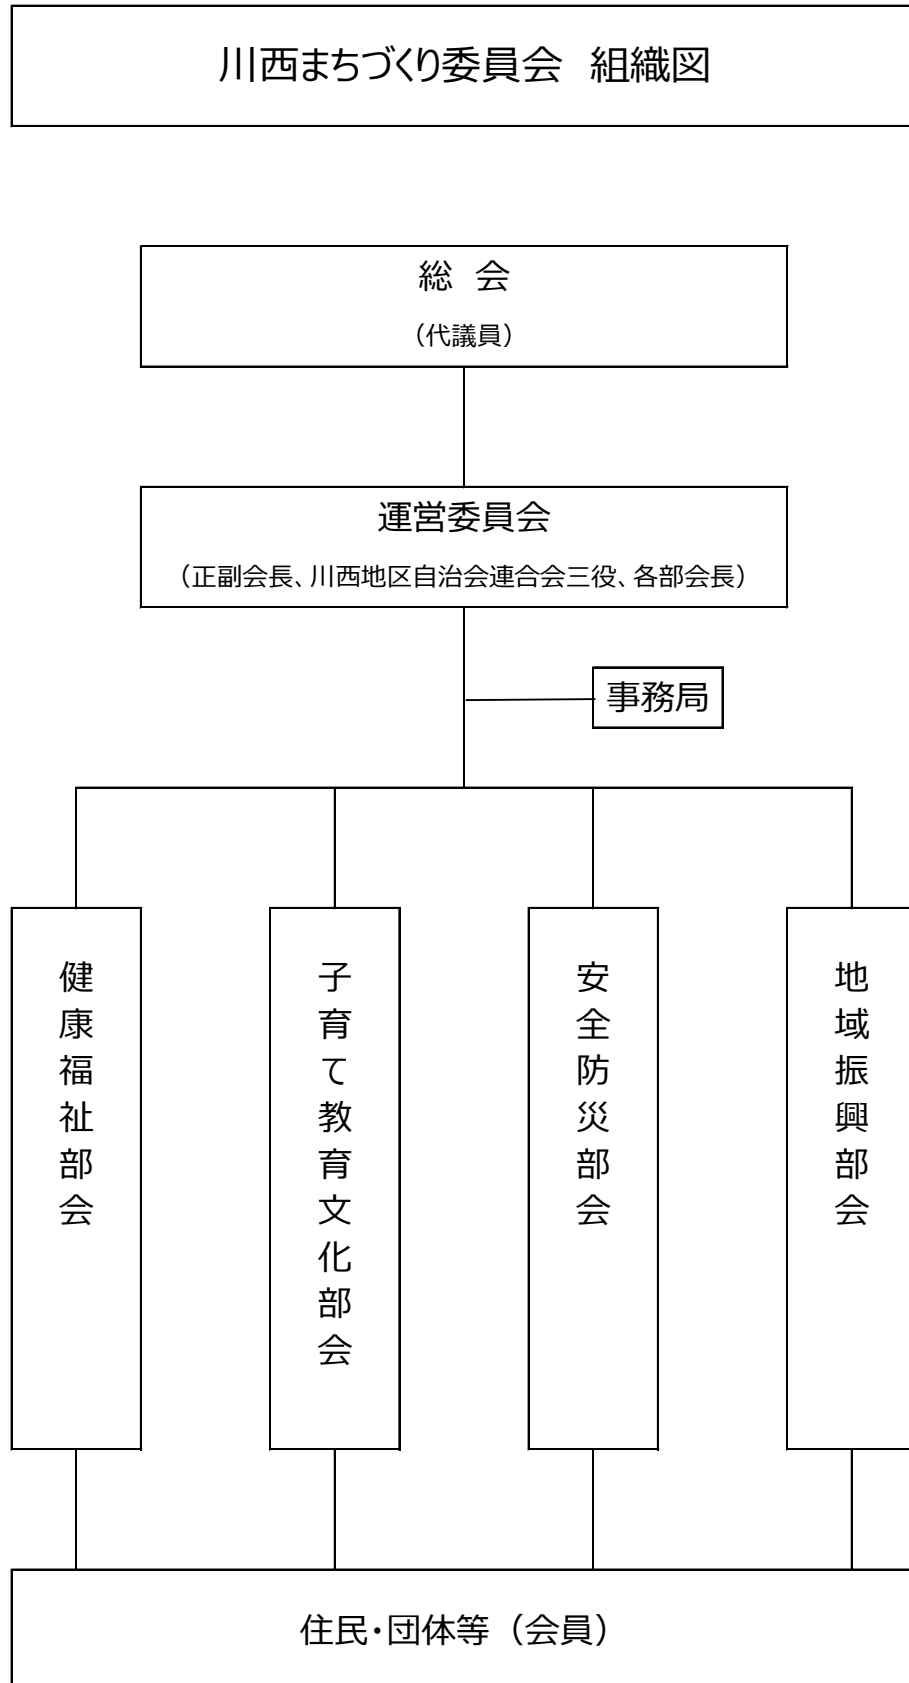 川西まちづくり委員会　組織図
総　会
（代議員）
運営委員会
（正副会長、川西地区自治会連合会三役、各部会長）
事務局
健康福祉部会
子育て教育文化部会
安全防災部会
地域振興部会
住民・団体等（会員）